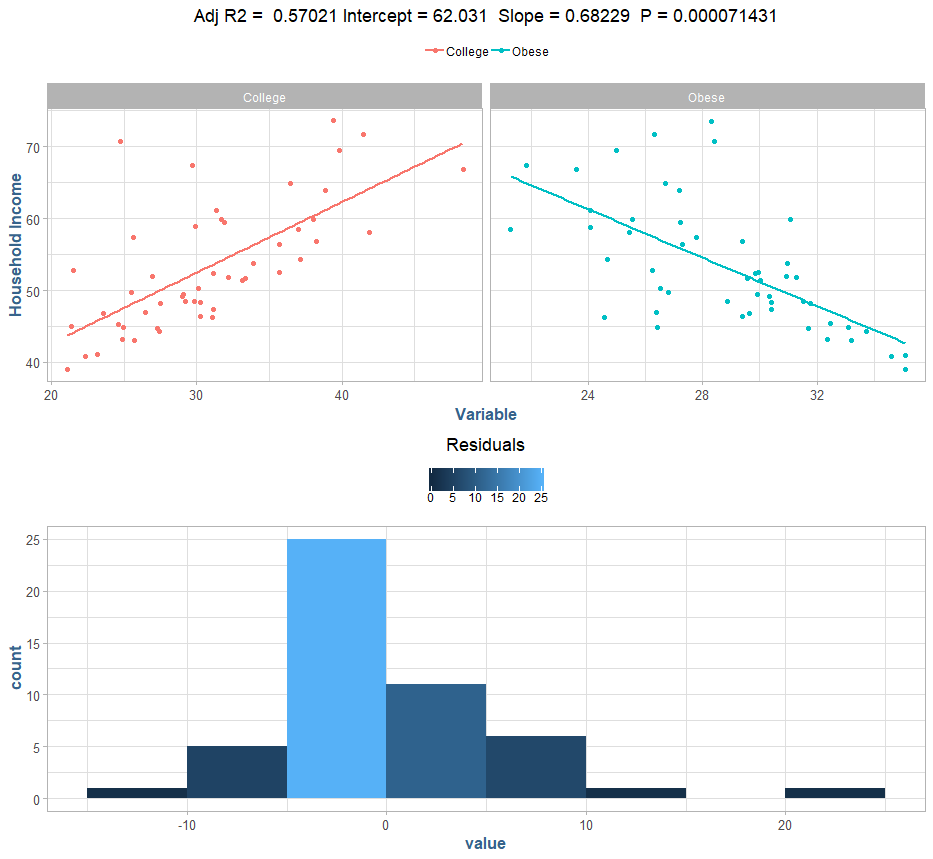 Adj R2 = 0.57021 Intercept = 62.031 Slope = 0.68229 P = 0.000071431
College Obese
College Obese
Household Income
70
60
50
40
20 30 40 24 28 32
Variable
Residuals
0 5 10 15 20 25
count
25
20
15
10
5
0
-10 0 10 20
value